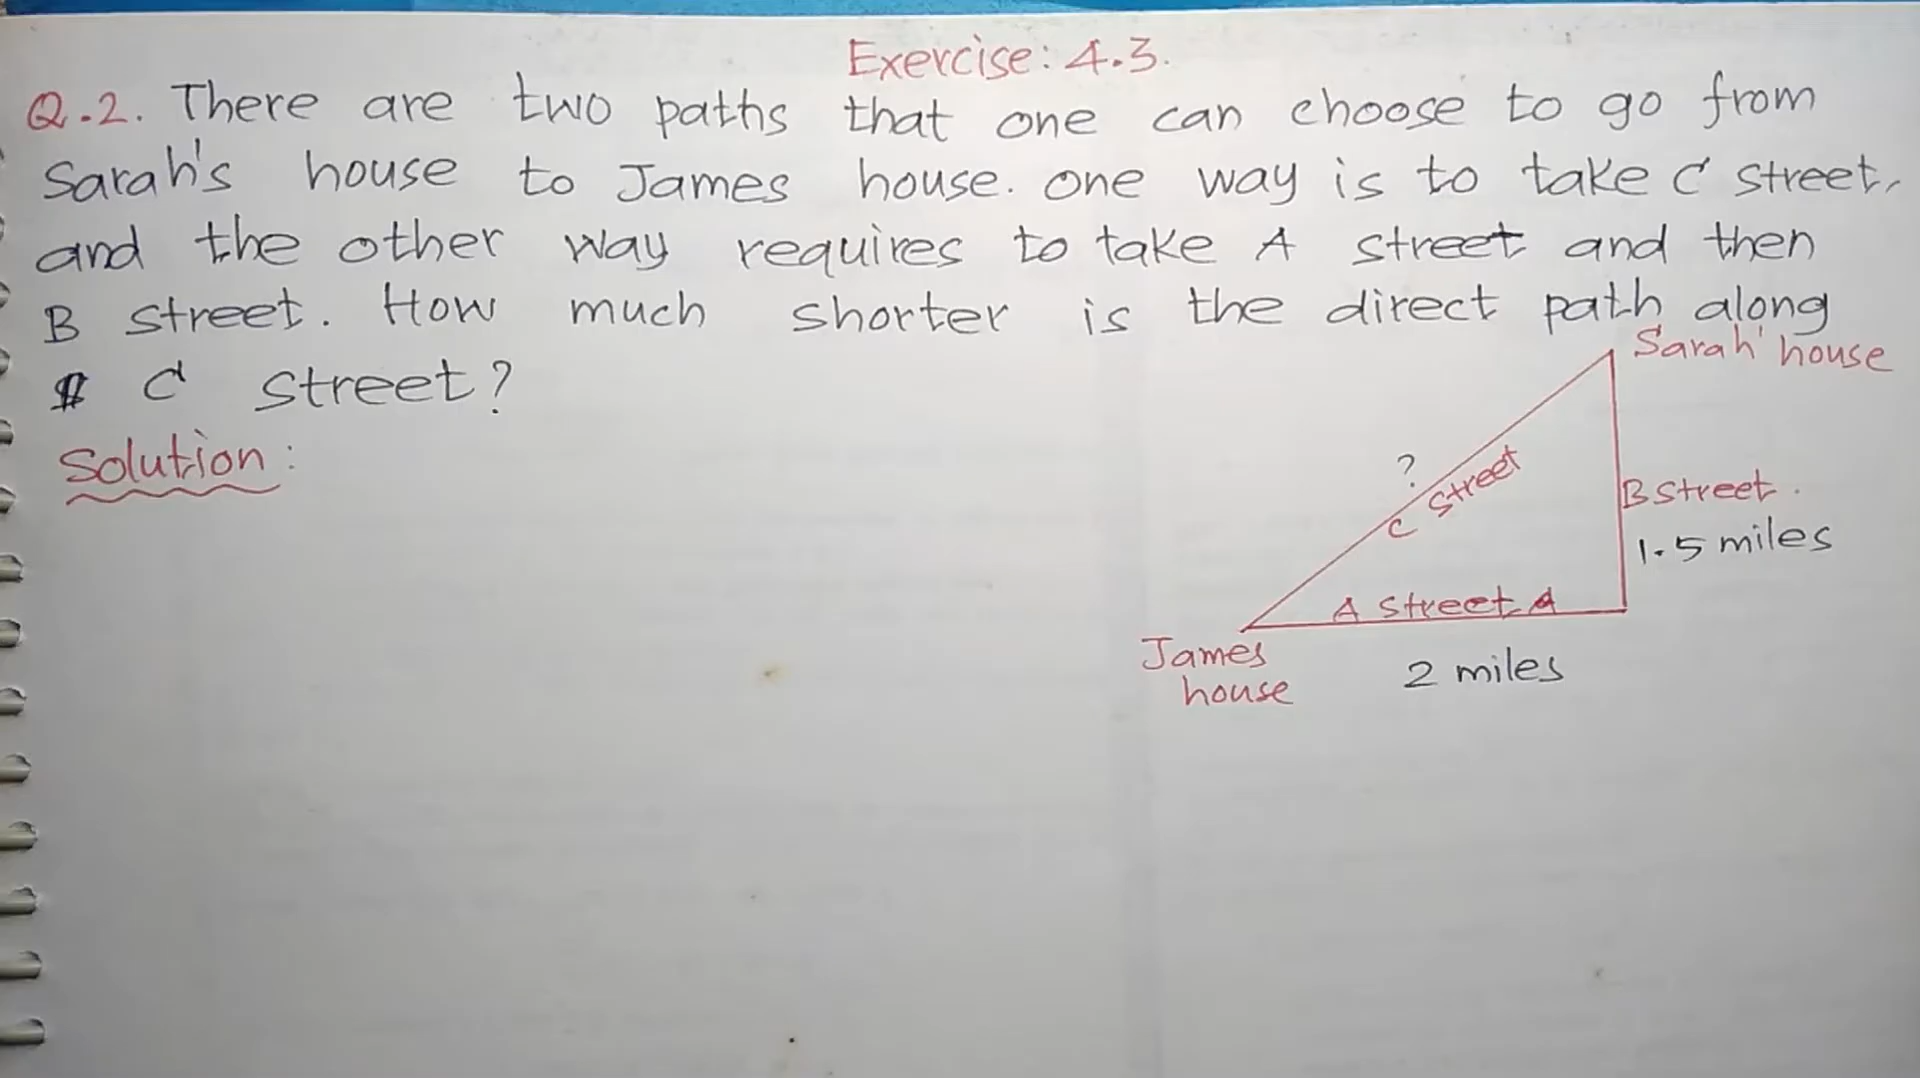 Exercise: 4.3.
Q.2. There are two paths that one can choose to go from
Sarah's house to James house. one way is to take C street,
and the other way requires to take A street and then
B street. How much shorter is the direct path along
C street?
Sarah' house
Solution:
?
C Street
B street.
1.5 miles
A street
James
house
2 miles